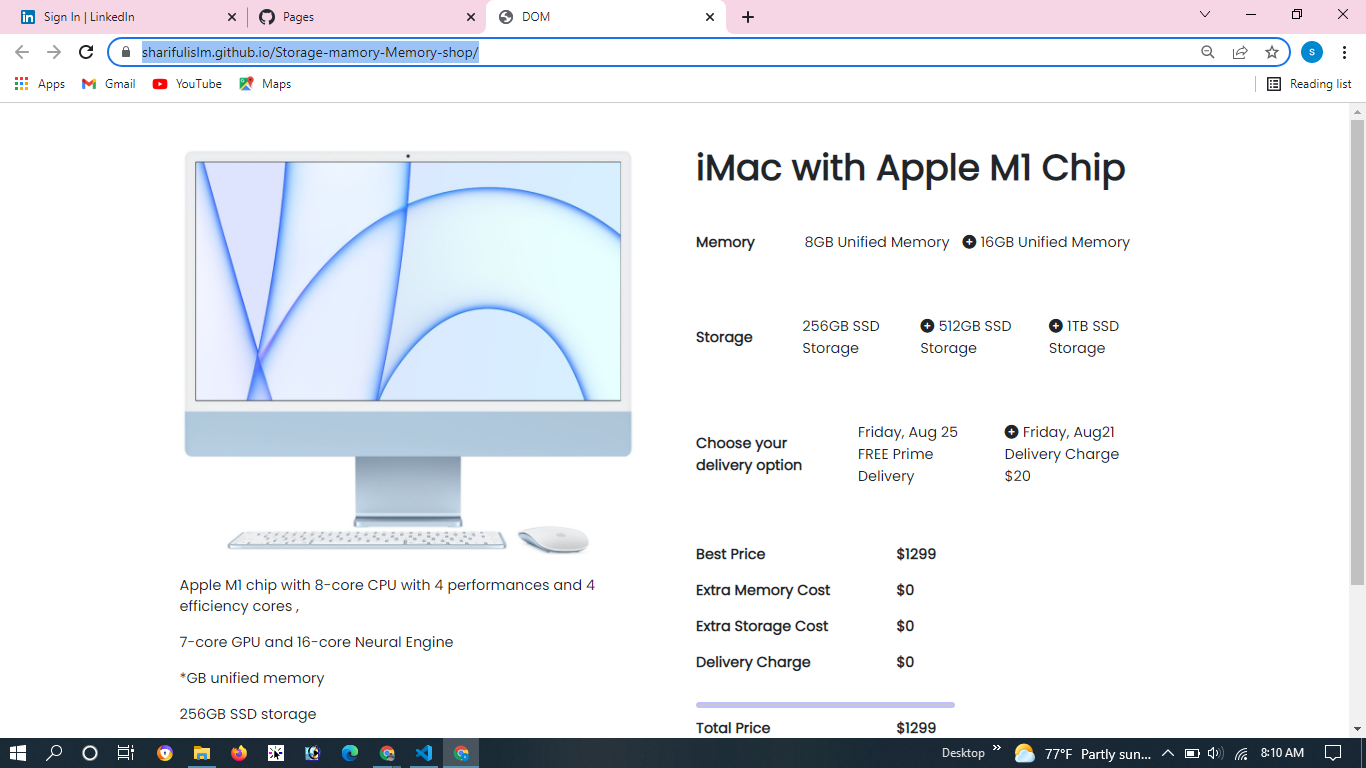 Sign In | LinkedIn
Pages
DOM
sharifulislm.github.io/Storage-mamory-Memory-shop/
s
Apps
Gmail
YouTube
Maps
Reading list
iMac with Apple M1 Chip
Memory
8GB Unified Memory
16GB Unified Memory
Storage
256GB SSD
Storage
512GB SSD
Storage
1TB SSD
Storage
Choose your
delivery option
Friday, Aug 25
FREE Prime
Delivery
Friday, Aug21
Delivery Charge
$20
Best Price $1299
Extra Memory Cost $0
Extra Storage Cost $0
Delivery Charge $0
Total Price $1299
Apple M1 chip with 8-core CPU with 4 performances and 4
efficiency cores ,
7-core GPU and 16-core Neural Engine
*GB unified memory
256GB SSD storage
Desktop
77°F Partly sun...
8:10 AM